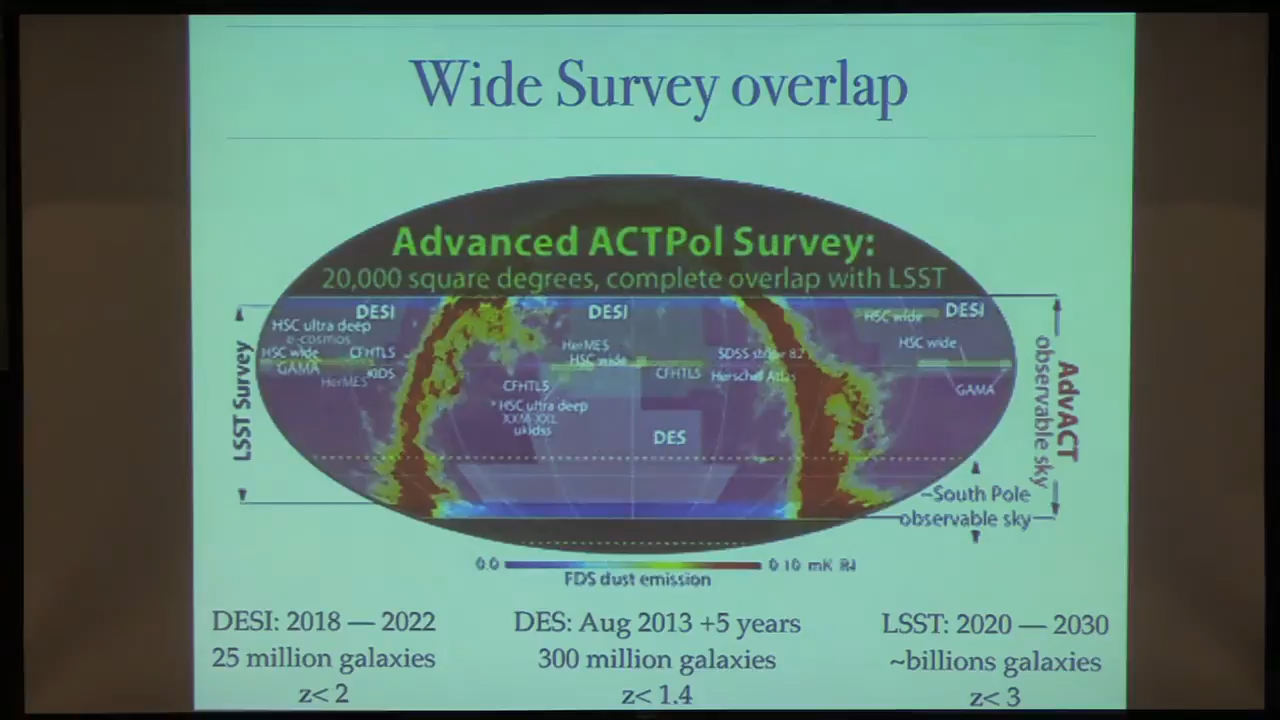 Wide Survey overlap
Advanced ACTPol Survey:
20,000 square degrees, complete overlap with LSST
DESI
DESI
DESI
HSC ultra deep
e-cosmos
HSC wide
CFHTLS
GAMA
KIDS
HerMES
HerMES
HSC wide
CFHTLS
SDSS stripe 82
Herschel Atlas
CFHTLS
* HSC ultra deep
XXM-XXL
ukidss
DES
HSC wide
HSC wide
GAMA
LSST Survey
AdvACT
observable sky
~South Pole
observable sky
0.0
0.10 mK RJ
FDS dust emission
DESI: 2018 — 2022
25 million galaxies
z< 2
DES: Aug 2013 +5 years
300 million galaxies
z< 1.4
LSST: 2020 — 2030
~billions galaxies
z< 3